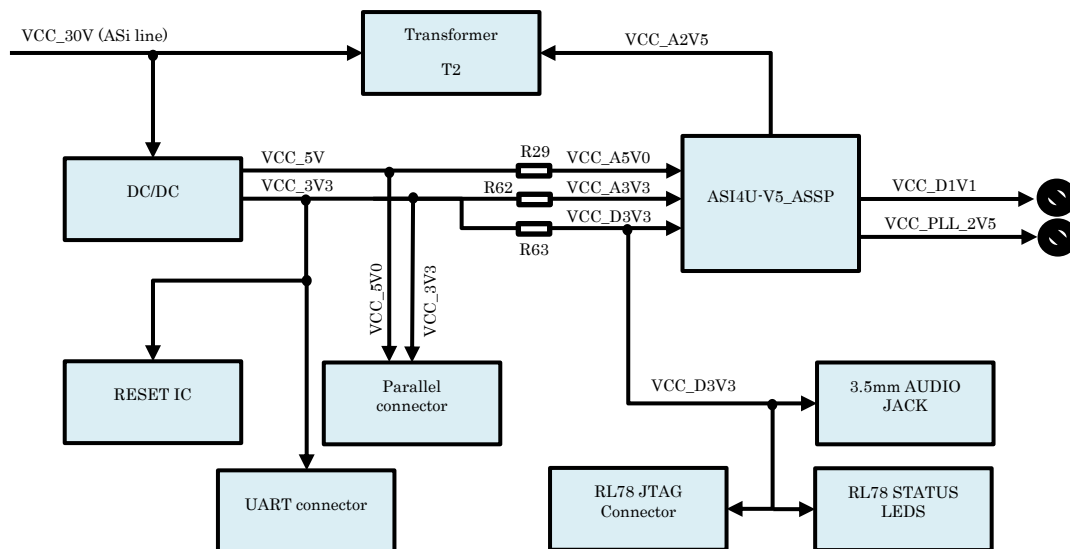 VCC_30V (ASi line)
Transformer
T2
VCC_A2V5
DC/DC
VCC_5V
VCC_3V3
R29
R62
R63
VCC_A5V0
VCC_A3V3
VCC_D3V3
ASI4U-V5_ASSP
VCC_D1V1
VCC_PLL_2V5
VCC_5V0
VCC_3V3
RESET IC
Parallel
connector
VCC_D3V3
3.5mm AUDIO
JACK
UART connector
RL78 JTAG
Connector
RL78 STATUS
LEDS